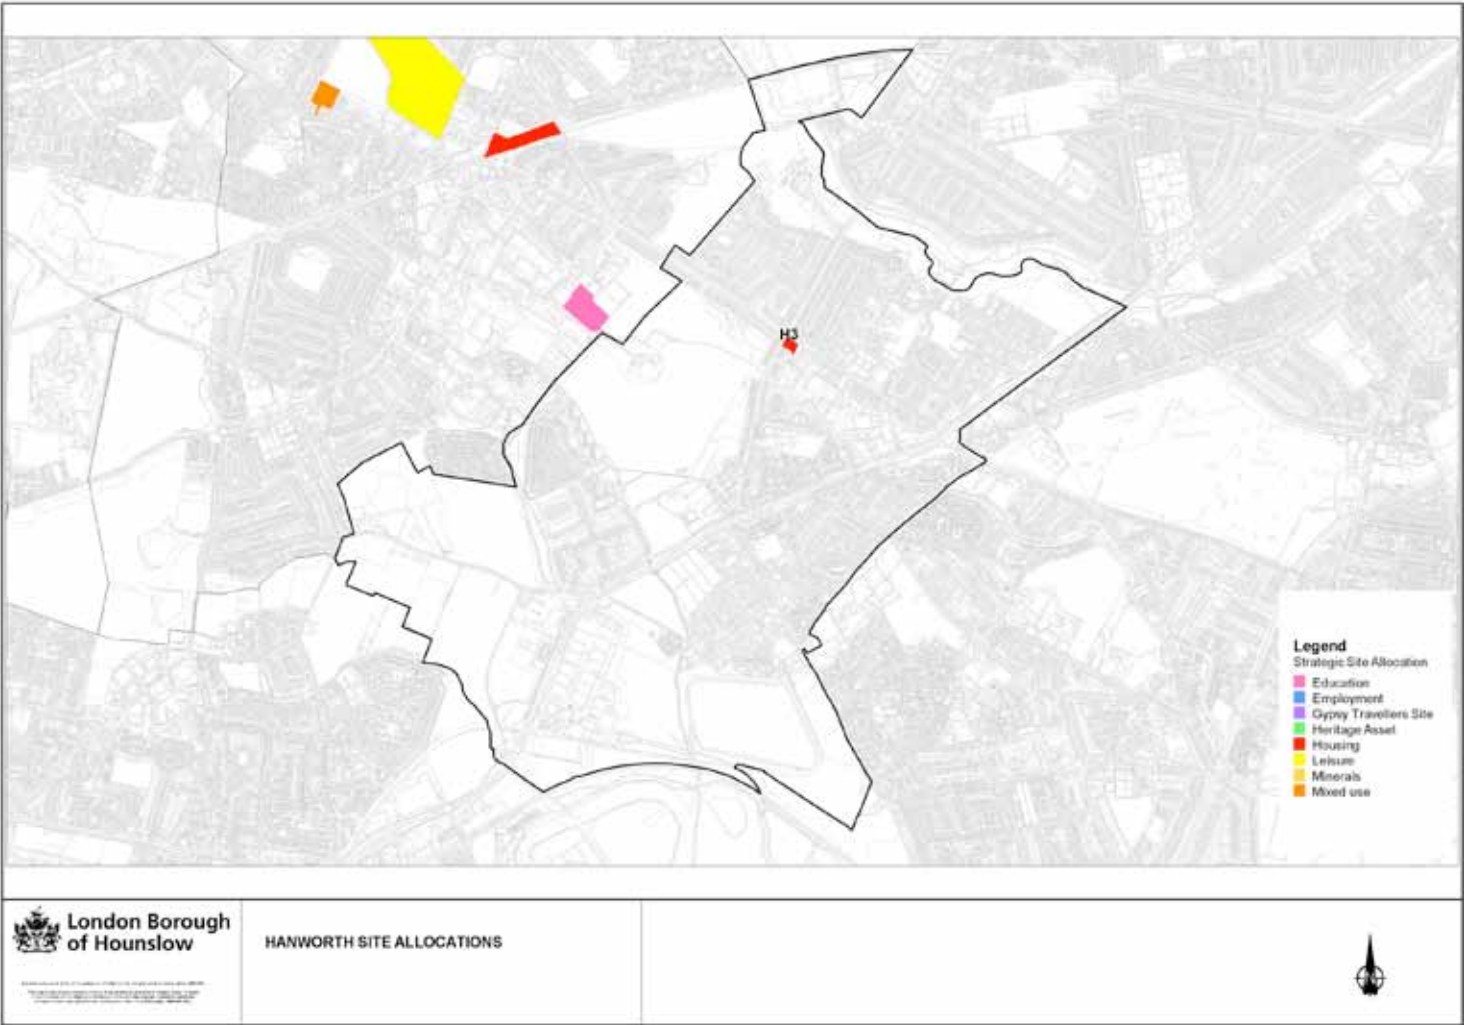 H3
Legend
Strategic Site Allocation
Education
Employment
Gypsy Travellers Site
Heritage Asset
Housing
Leisure
Minerals
Mixed use
London Borough
of Hounslow
HANWORTH SITE ALLOCATIONS